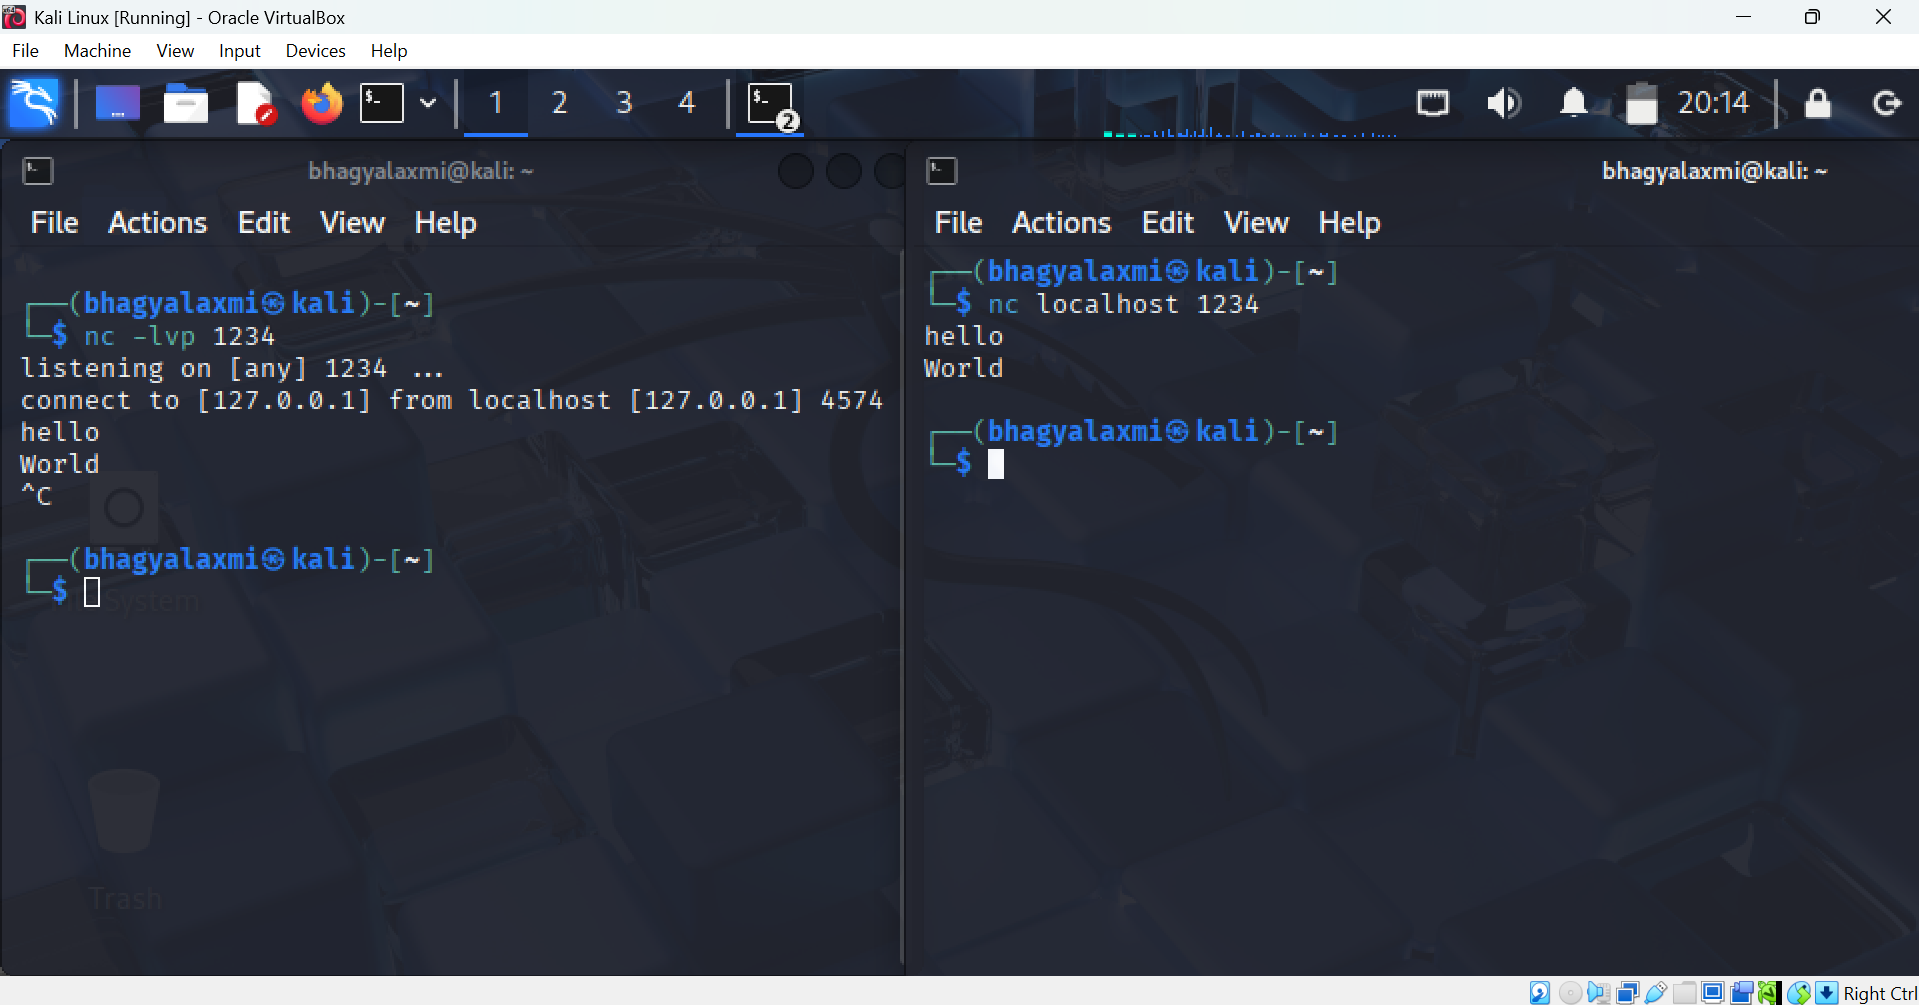 Kali Linux [Running] - Oracle VirtualBox
File Machine View Input Devices Help
1 2 3 4 2 20:14
bhagyalaxmi@kali: ~
File Actions Edit View Help
┌──(bhagyalaxmi㉿kali)-[~]
└─$ nc -lvp 1234
listening on [any] 1234 ...
connect to [127.0.0.1] from localhost [127.0.0.1] 4574
hello
World
^C
┌──(bhagyalaxmi㉿kali)-[~]
└─$
System
Trash
bhagyalaxmi@kali: ~
File Actions Edit View Help
┌──(bhagyalaxmi㉿kali)-[~]
└─$ nc localhost 1234
hello
World
┌──(bhagyalaxmi㉿kali)-[~]
└─$
Right Ctrl